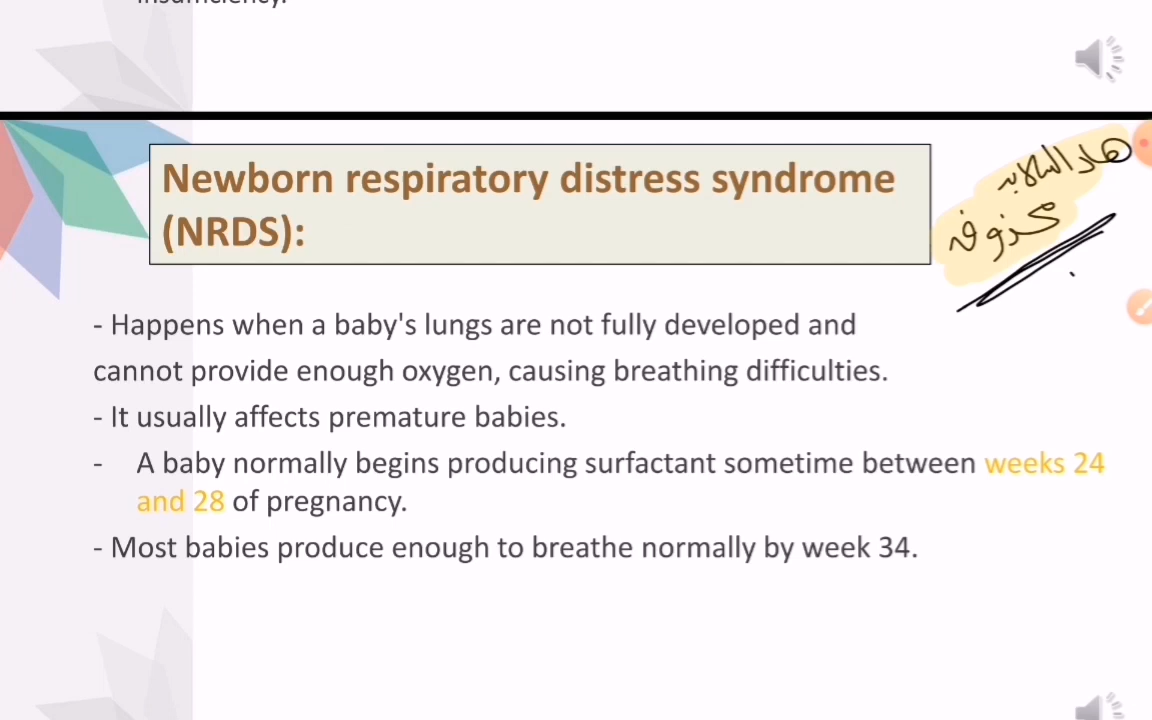 insufficiency.
Newborn respiratory distress syndrome
(NRDS):
هاد السلايد
محذوف
- Happens when a baby's lungs are not fully developed and
cannot provide enough oxygen, causing breathing difficulties.
- It usually affects premature babies.
- A baby normally begins producing surfactant sometime between weeks 24
and 28 of pregnancy.
- Most babies produce enough to breathe normally by week 34.